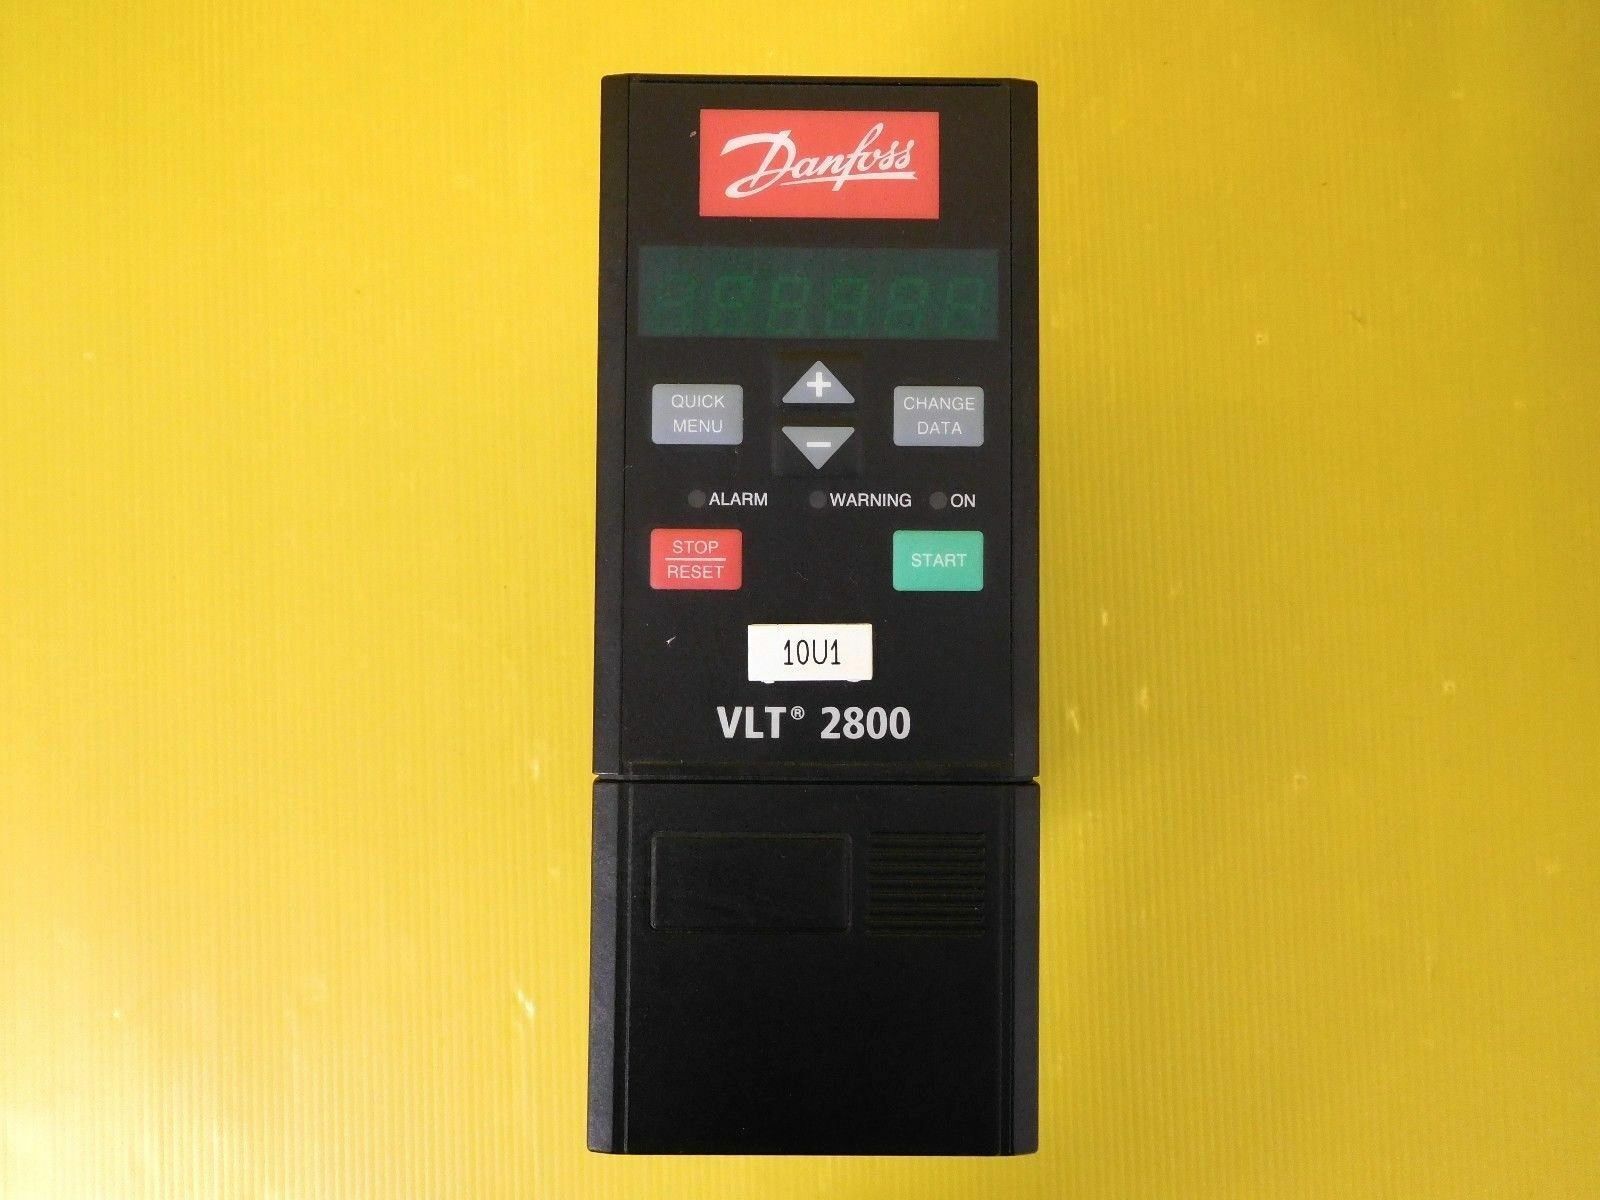 Danfoss
QUICK
MENU
+
CHANGE
DATA
−
ALARM
WARNING
ON
STOP
RESET
START
10U1
VLT® 2800